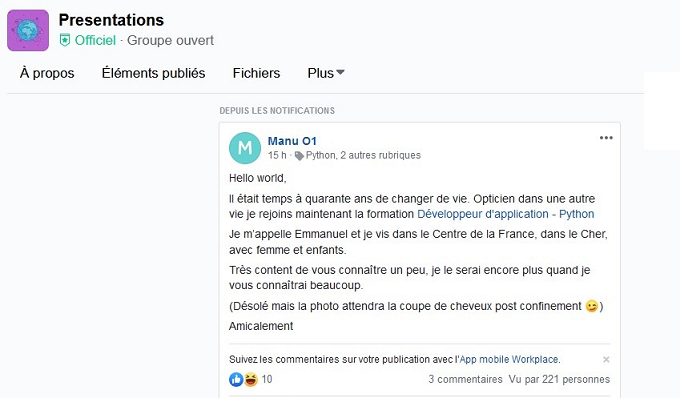 Presentations
Officiel · Groupe ouvert
À propos Éléments publiés Fichiers Plus
DEPUIS LES NOTIFICATIONS
M
Manu O1
15 h · Python, 2 autres rubriques
Hello world,
Il était temps à quarante ans de changer de vie. Opticien dans une autre
vie je rejoins maintenant la formation Développeur d'application - Python
Je m'appelle Emmanuel et je vis dans le Centre de la France, dans le Cher,
avec femme et enfants.
Très content de vous connaître un peu, je le serai encore plus quand je
vous connaîtrai beaucoup.
(Désolé mais la photo attendra la coupe de cheveux post confinement 😉)
Amicalement
Suivez les commentaires sur votre publication avec l'App mobile Workplace.
10 3 commentaires Vu par 221 personnes